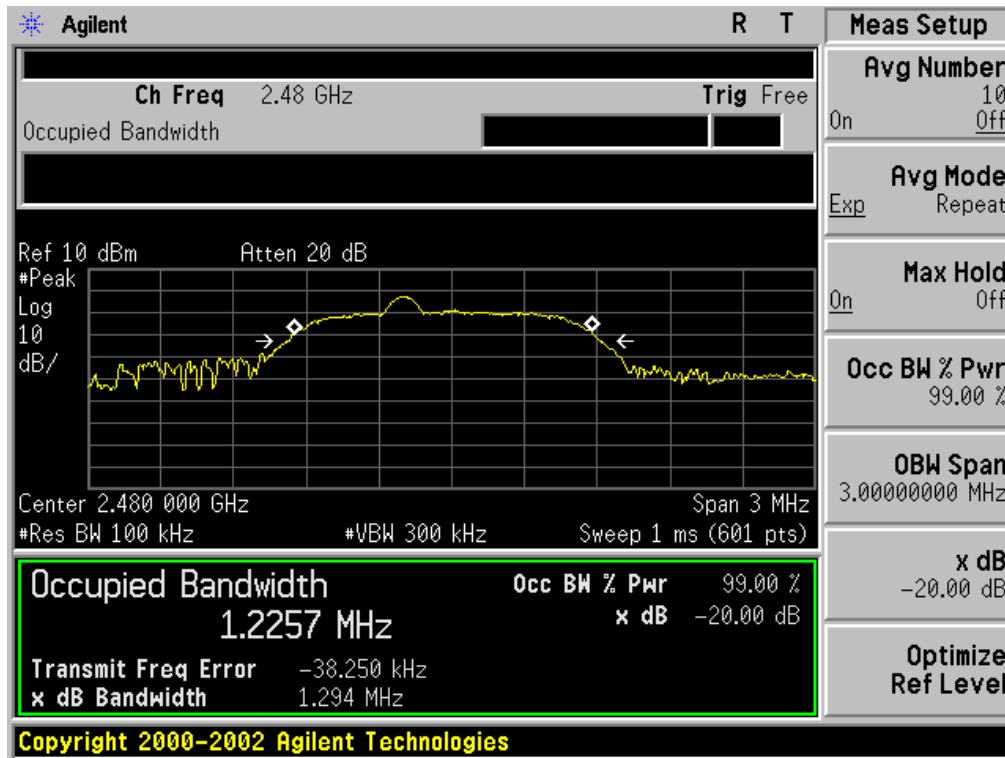 Agilent
R T
Ch Freq 2.48 GHz
Trig Free
Occupied Bandwidth
Ref 10 dBm
Atten 20 dB
#Peak
Log
10
dB/
Center 2.480 000 GHz
Span 3 MHz
#Res BW 100 kHz
#VBW 300 kHz
Sweep 1 ms (601 pts)
Occupied Bandwidth
1.2257 MHz
Occ BW % Pwr 99.00 %
x dB -20.00 dB
Transmit Freq Error -38.250 kHz
x dB Bandwidth 1.294 MHz
Copyright 2000-2002 Agilent Technologies
Meas Setup
Avg Number
10
On Off
Avg Mode
Exp Repeat
Max Hold
On Off
Occ BW % Pwr
99.00 %
OBW Span
3.00000000 MHz
x dB
-20.00 dB
Optimize
Ref Level